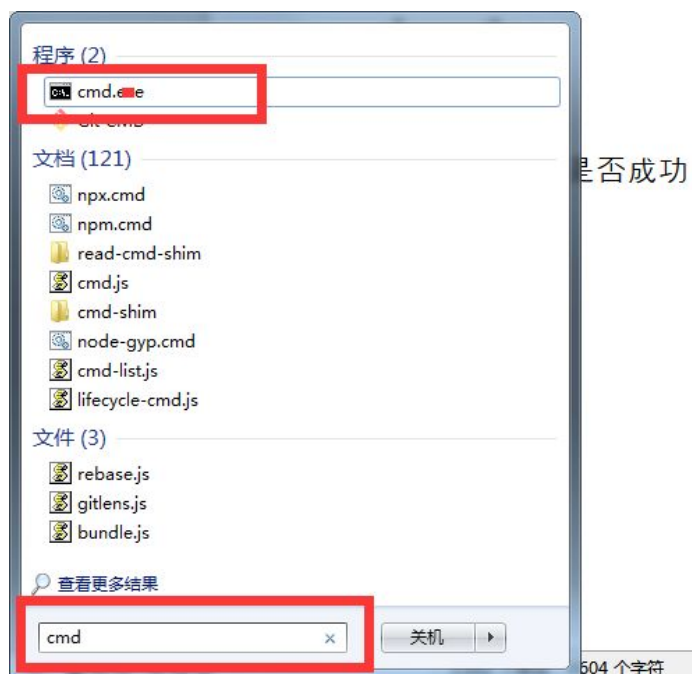 程序 (2)
cmd.exe
文档 (121)
是否成功
npx.cmd
npm.cmd
read-cmd-shim
cmd.js
cmd-shim
node-gyp.cmd
cmd-list.js
lifecycle-cmd.js
文件 (3)
rebase.js
gitlens.js
bundle.js
查看更多结果
cmd
关机
604 个字符